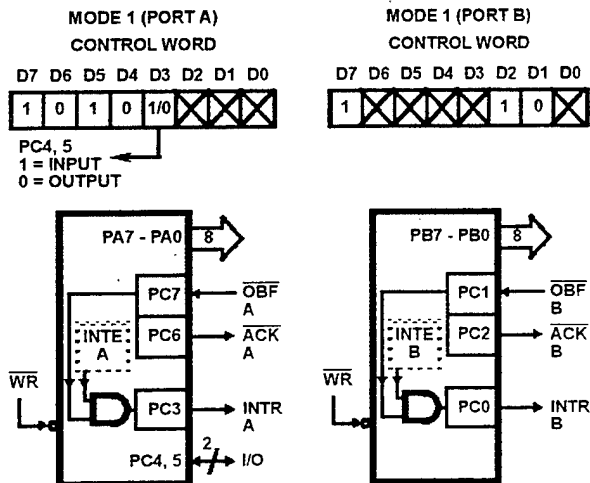 MODE 1 (PORT A)
CONTROL WORD
D7 D6 D5 D4 D3 D2 D1 D0
1 0 1 0 1/0
PC4, 5
1 = INPUT
0 = OUTPUT
PA7 - PA0
8
PC7
OBF
A
INTE
A
PC6
ACK
A
WR
PC3
INTR
A
PC4, 5
2
I/O
MODE 1 (PORT B)
CONTROL WORD
D7 D6 D5 D4 D3 D2 D1 D0
1 1 0
PB7 - PB0
8
PC1
OBF
B
INTE
B
PC2
ACK
B
WR
PC0
INTR
B